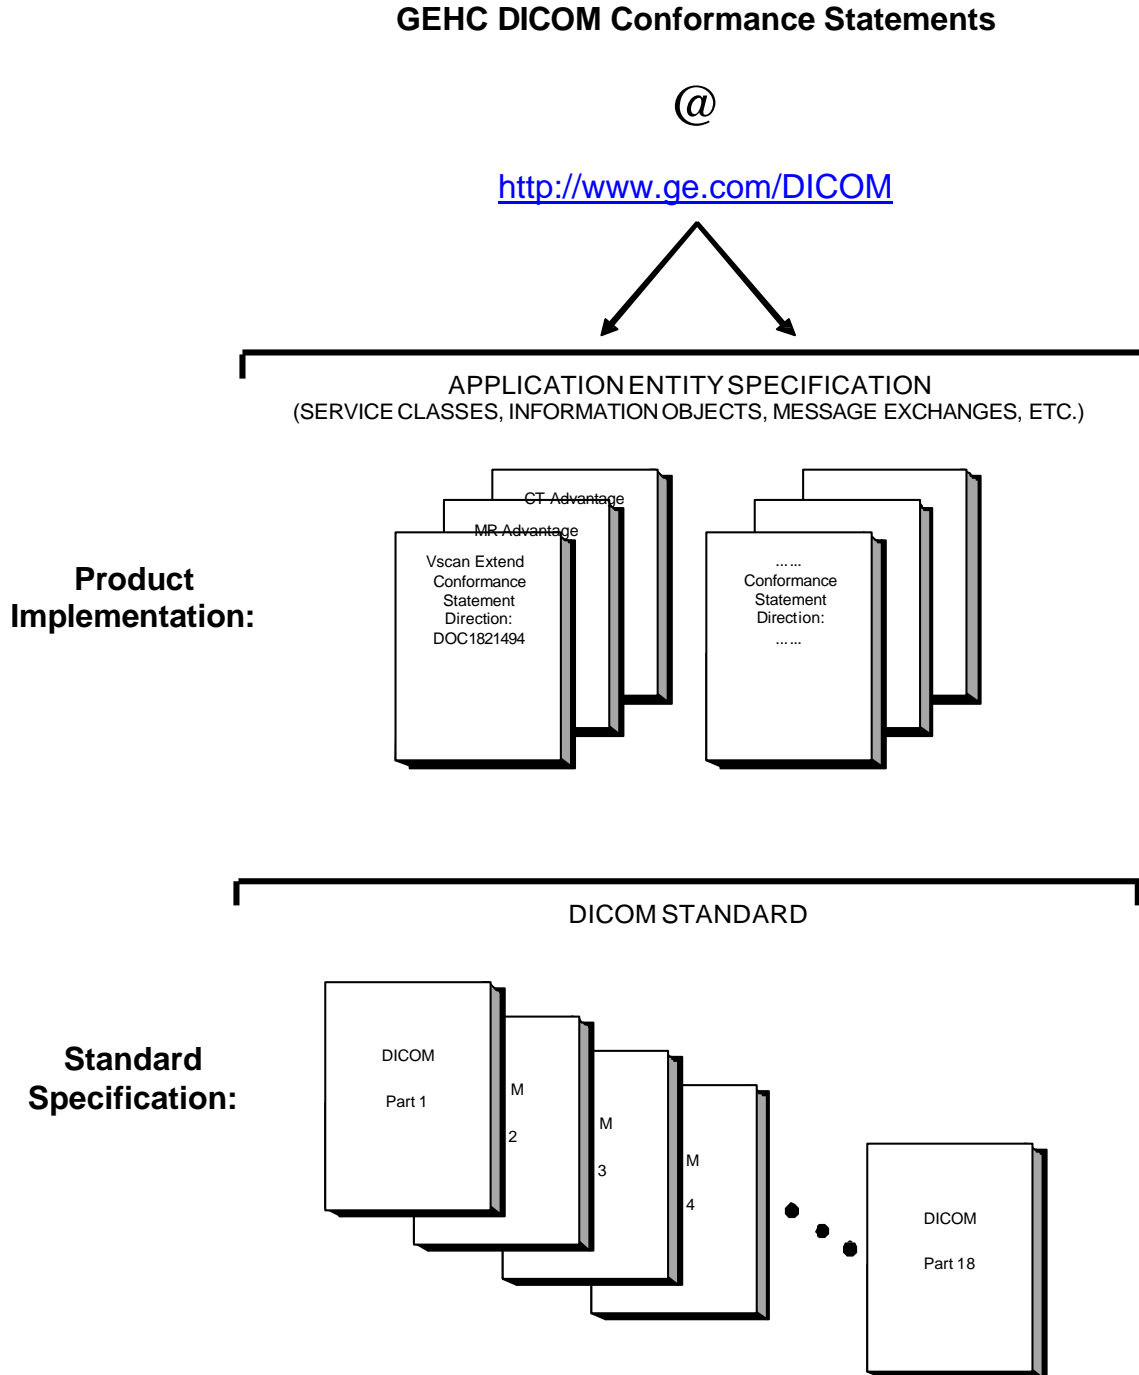 GEHC DICOM Conformance Statements
@
http://www.ge.com/DICOM
APPLICATION ENTITY SPECIFICATION
(SERVICE CLASSES, INFORMATION OBJECTS, MESSAGE EXCHANGES, ETC.)
Product
Implementation:
CT Advantage
MR Advantage
Vscan Extend
Conformance
Statement
Direction:
DOC1821494
... ...
Conformance
Statement
Direction:
... ...
DICOM STANDARD
Standard
Specification:
DICOM
Part 1
M
2
M
3
M
4
DICOM
Part 18